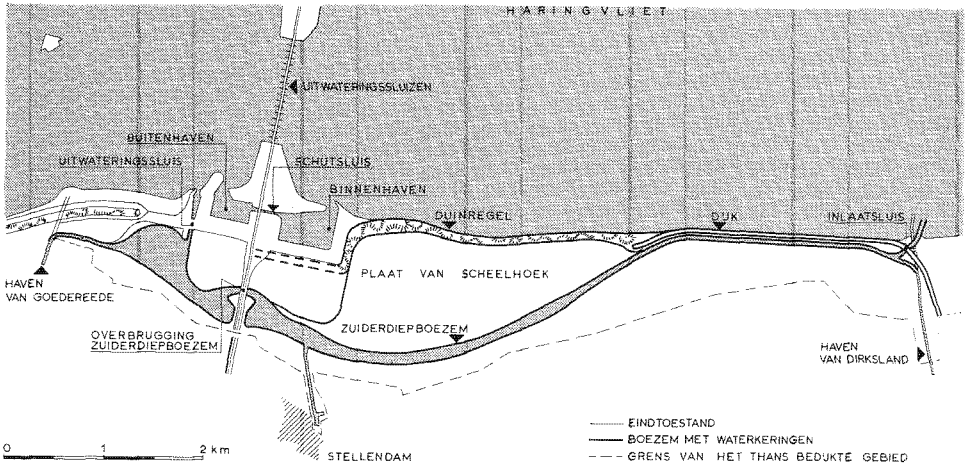 HARINGVLIET
UITWATERINGSSLUIZEN
BUITENHAVEN
UITWATERINGSSLUIS
SCHUTSLUIS
BINNENHAVEN
DUINREGEL
DIJK
INLAATSLUIS
PLAAT VAN SCHEELHOEK
HAVEN
VAN GOEDEREEDE
ZUIDERDIEPBOEZEM
OVERBRUGGING
ZUIDERDIEPBOEZEM
HAVEN
VAN DIRKSLAND
EINDTOESTAND
BOEZEM MET WATERKERINGEN
GRENS VAN HET THANS BEDIJKTE GEBIED
0 1 2 km
STELLENDAM